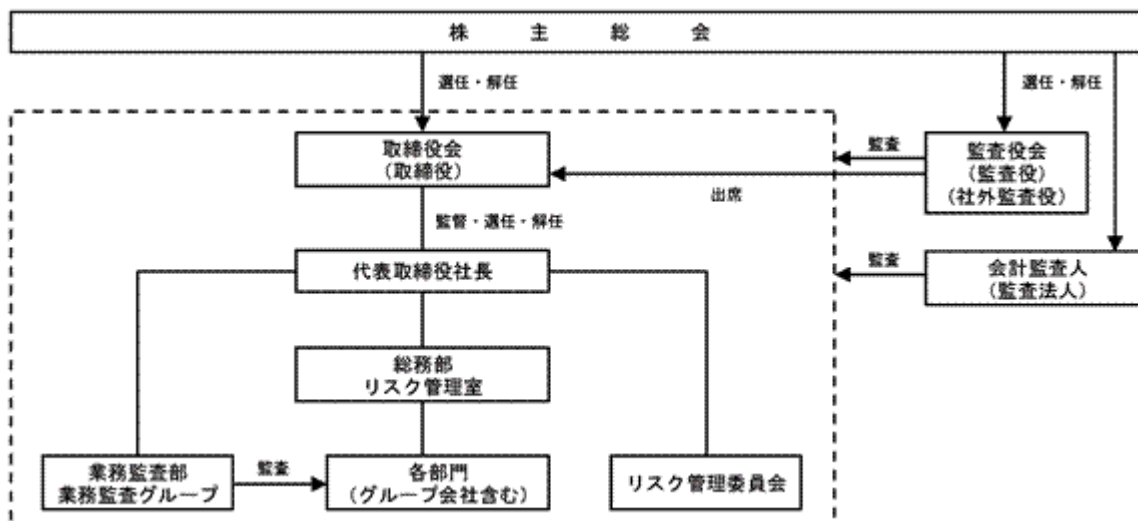 株主総会
選任・解任
選任・解任
取締役会
(取締役)
監査
出席
監査役会
(監査役)
(社外監査役)
監督・選任・解任
代表取締役社長
監査
会計監査人
(監査法人)
総務部
リスク管理室
業務監査部
業務監査グループ
監査
各部門
(グループ会社含む)
リスク管理委員会